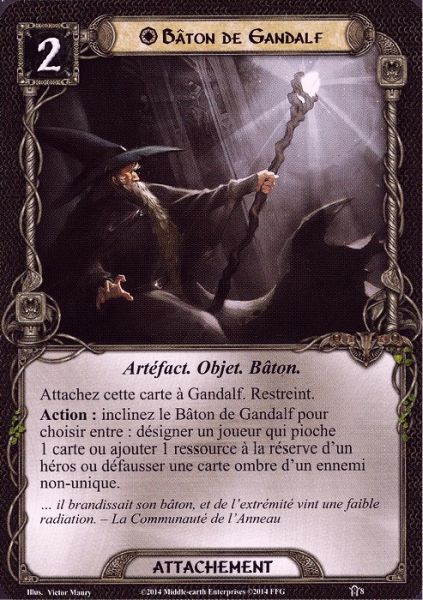 2
Bâton de Gandalf
Artéfact. Objet. Bâton.
Attachez cette carte à Gandalf. Restreint.
Action : inclinez le Bâton de Gandalf pour
choisir entre : désigner un joueur qui pioche
1 carte ou ajouter 1 ressource à la réserve d'un
héros ou défausser une carte ombre d'un ennemi
non-unique.
… il brandissait son bâton, et de l'extrémité vint une faible
radiation. – La Communauté de l'Anneau
ATTACHEMENT
Illus. Victor Maury ©2014 Middle-earth Enterprises ©2014 FFG 8